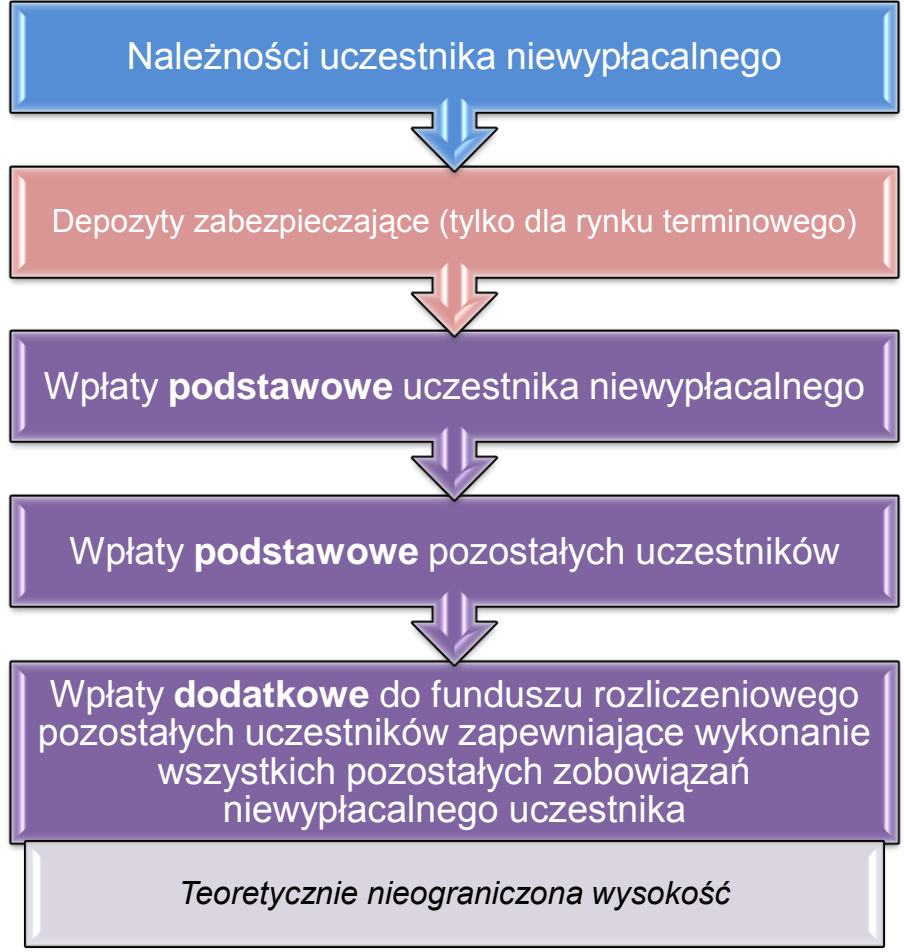 Należności uczestnika niewypłacalnego
Depozyty zabezpieczające (tylko dla rynku terminowego)
Wpłaty podstawowe uczestnika niewypłacalnego
Wpłaty podstawowe pozostałych uczestników
Wpłaty dodatkowe do funduszu rozliczeniowego
pozostałych uczestników zapewniające wykonanie
wszystkich pozostałych zobowiązań
niewypłacalnego uczestnika
Teoretycznie nieograniczona wysokość